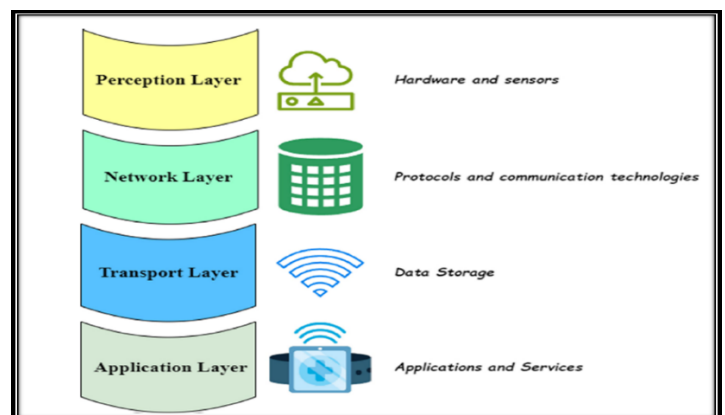 Perception Layer
Hardware and sensors
Network Layer
Protocols and communication technologies
Transport Layer
Data Storage
Application Layer
Applications and Services